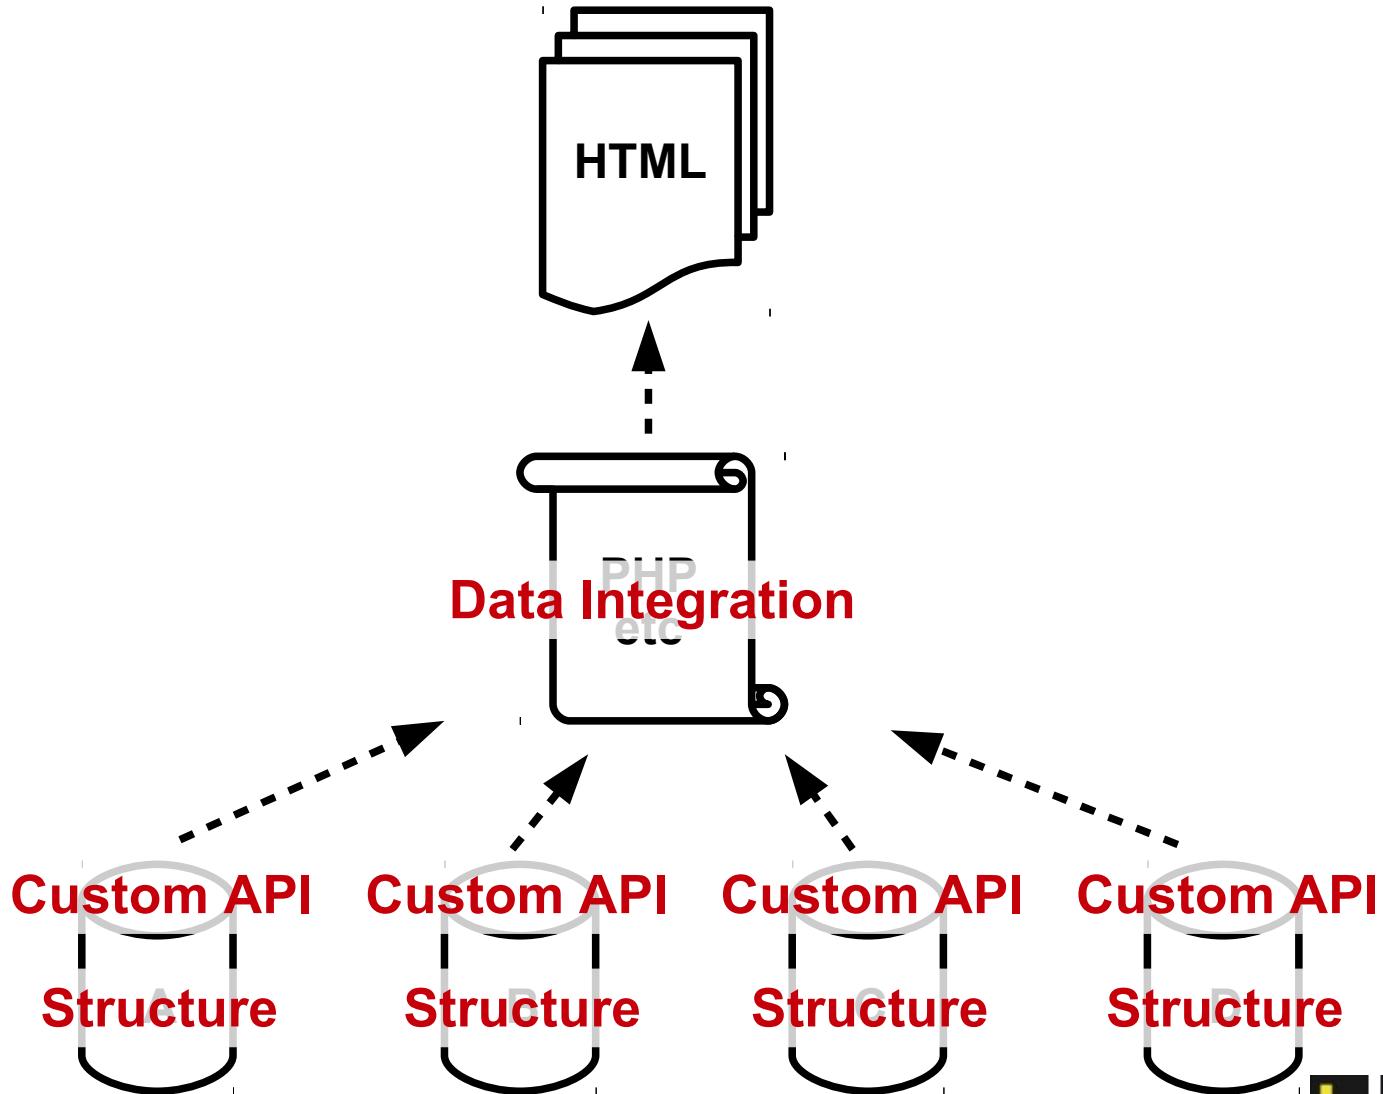 HTML
PHP
Data Integration
etc
Custom API Custom API Custom API Custom API
Structure Structure Structure Structure
A B C D